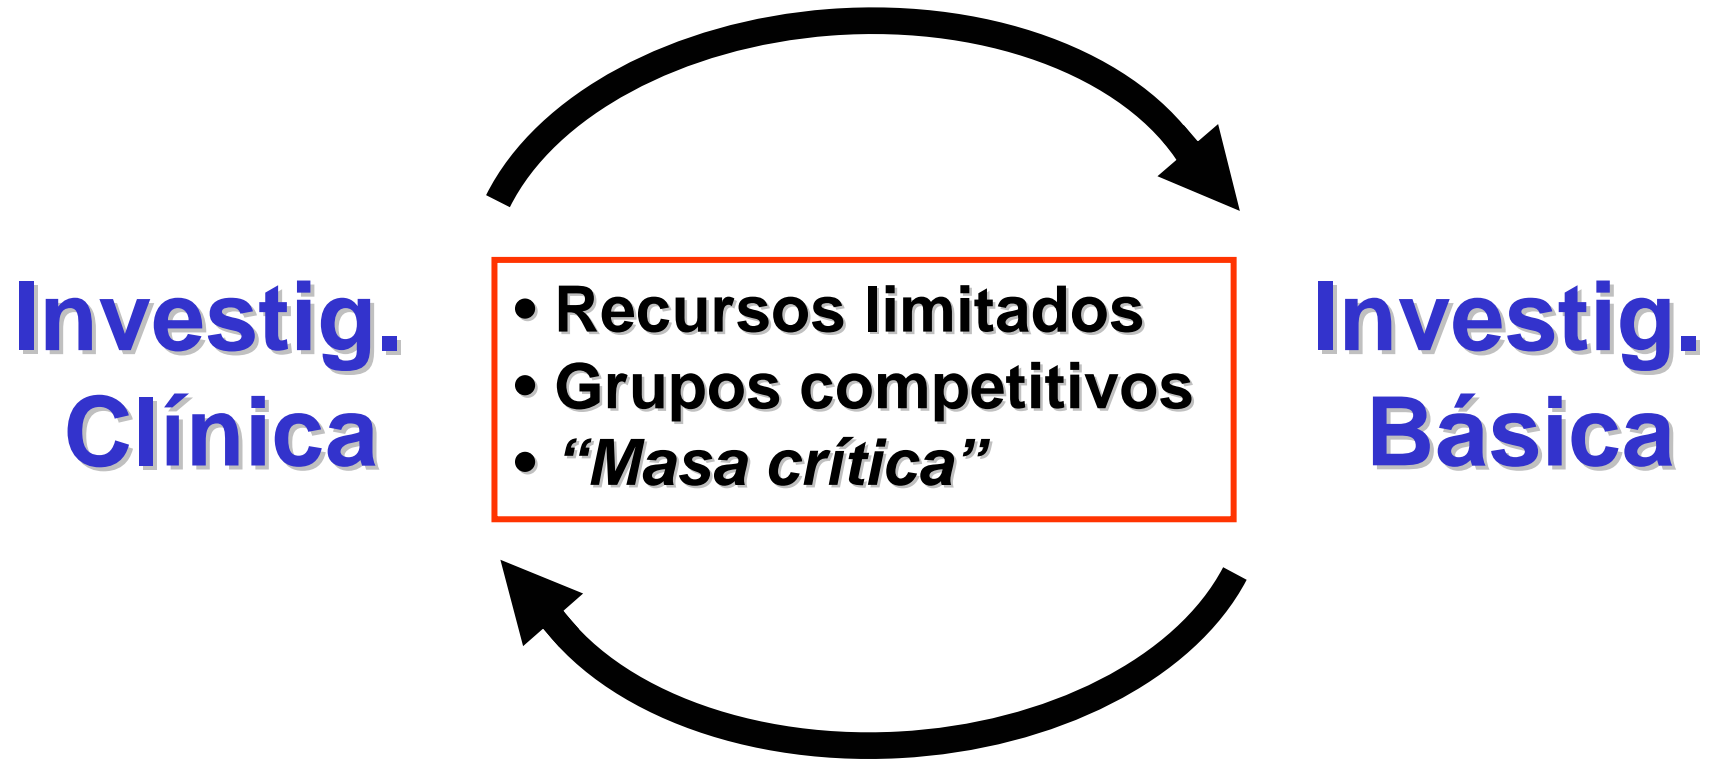 Investig.
Clínica
• Recursos limitados
• Grupos competitivos
• “Masa crítica”
Investig.
Básica